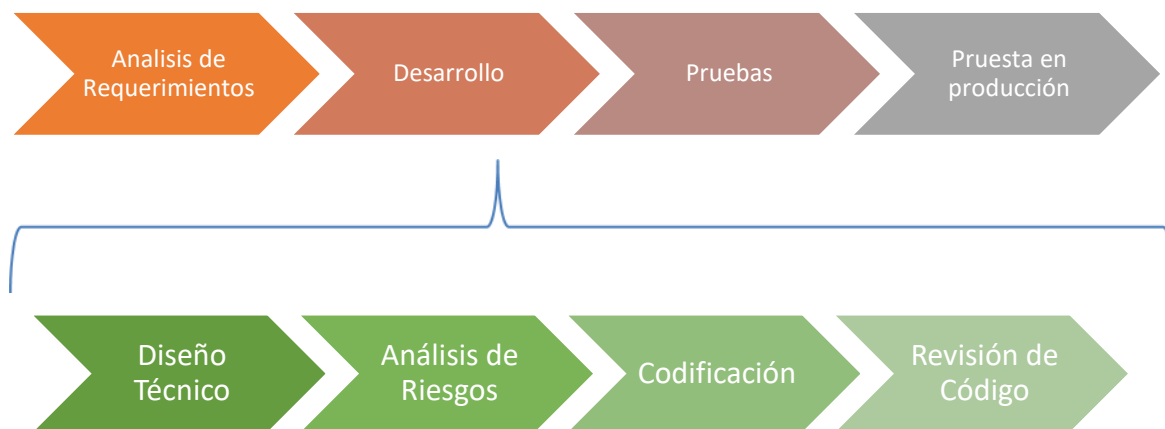 Analisis de
Requerimientos
Desarrollo
Pruebas
Pruesta en
producción
Diseño
Técnico
Análisis de
Riesgos
Codificación
Revisión de
Código